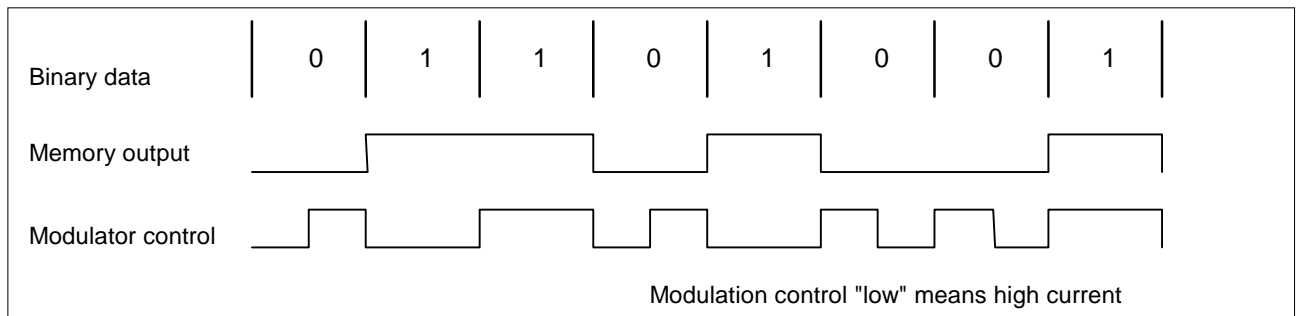 0 1 1 0 1 0 0 1
Binary data
Memory output
Modulator control
Modulation control "low" means high current